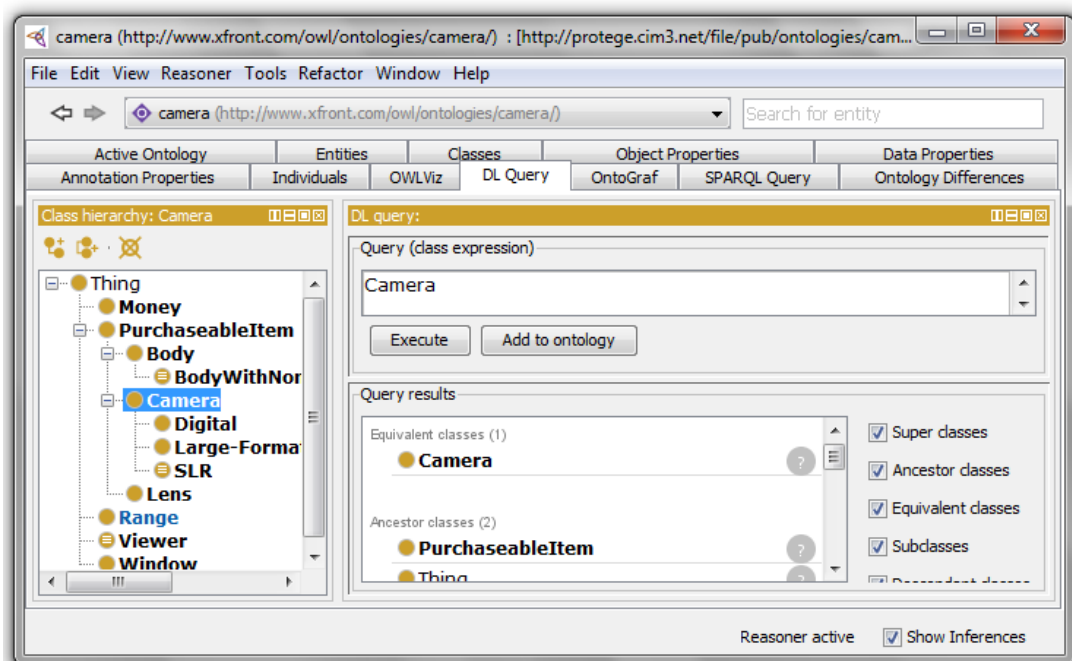 camera (http://www.xfront.com/owl/ontologies/camera/) : [http://protege.cim3.net/file/pub/ontologies/cam...
File Edit View Reasoner Tools Refactor Window Help
camera (http://www.xfront.com/owl/ontologies/camera/)
Search for entity
Active Ontology Entities Classes Object Properties Data Properties
Annotation Properties Individuals OWLViz DL Query OntoGraf SPARQL Query Ontology Differences
Class hierarchy: Camera
Thing
Money
PurchaseableItem
Body
BodyWithNor
Camera
Digital
Large-Forma
SLR
Lens
Range
Viewer
Window
DL query:
Query (class expression)
Camera
Execute Add to ontology
Query results
Equivalent classes (1)
Camera ?
Ancestor classes (2)
PurchaseableItem ?
Thing ?
Super classes
Ancestor classes
Equivalent classes
Subclasses
Descendant classes
Reasoner active Show Inferences